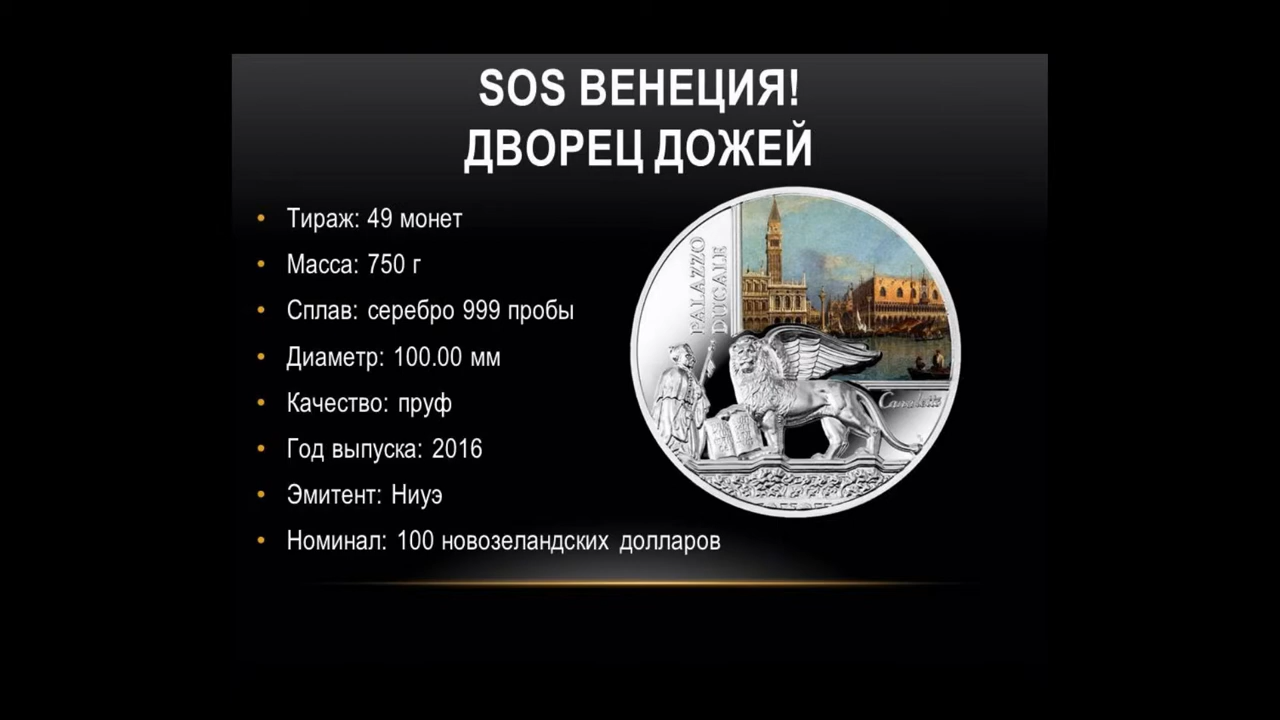 SOS ВЕНЕЦИЯ!
ДВОРЕЦ ДОЖЕЙ
• Тираж: 49 монет
• Масса: 750 г
• Сплав: серебро 999 пробы
• Диаметр: 100.00 мм
• Качество: пруф
• Год выпуска: 2016
• Эмитент: Ниуэ
• Номинал: 100 новозеландских долларов
PALAZZO
DUCALE